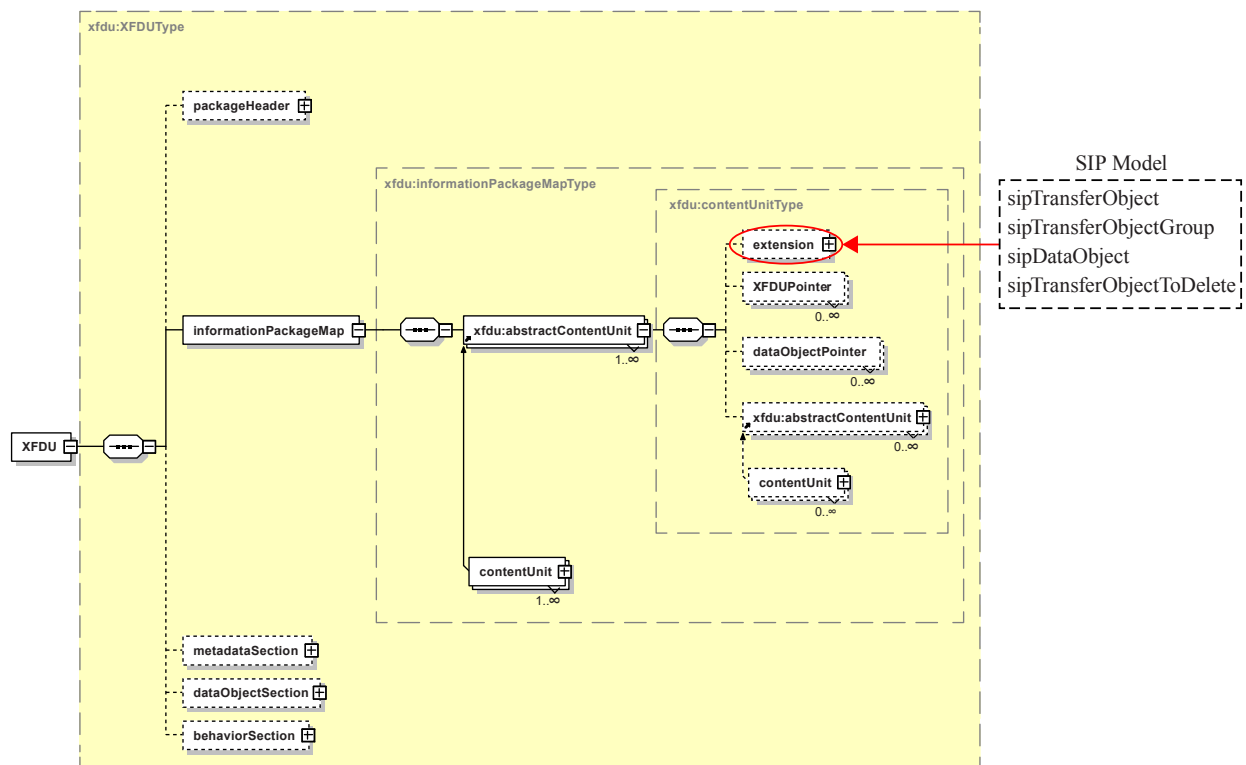 xfdu:XFDUType
packageHeader
xfdu:informationPackageMapType
xfdu:contentUnitType
SIP Model
sipTransferObject
sipTransferObjectGroup
sipDataObject
sipTransferObjectToDelete
extension
XFDUPointer
0..∞
informationPackageMap
xfdu:abstractContentUnit
1..∞
dataObjectPointer
0..∞
xfdu:abstractContentUnit
0..∞
XFDU
contentUnit
0..∞
contentUnit
1..∞
metadataSection
dataObjectSection
behaviorSection